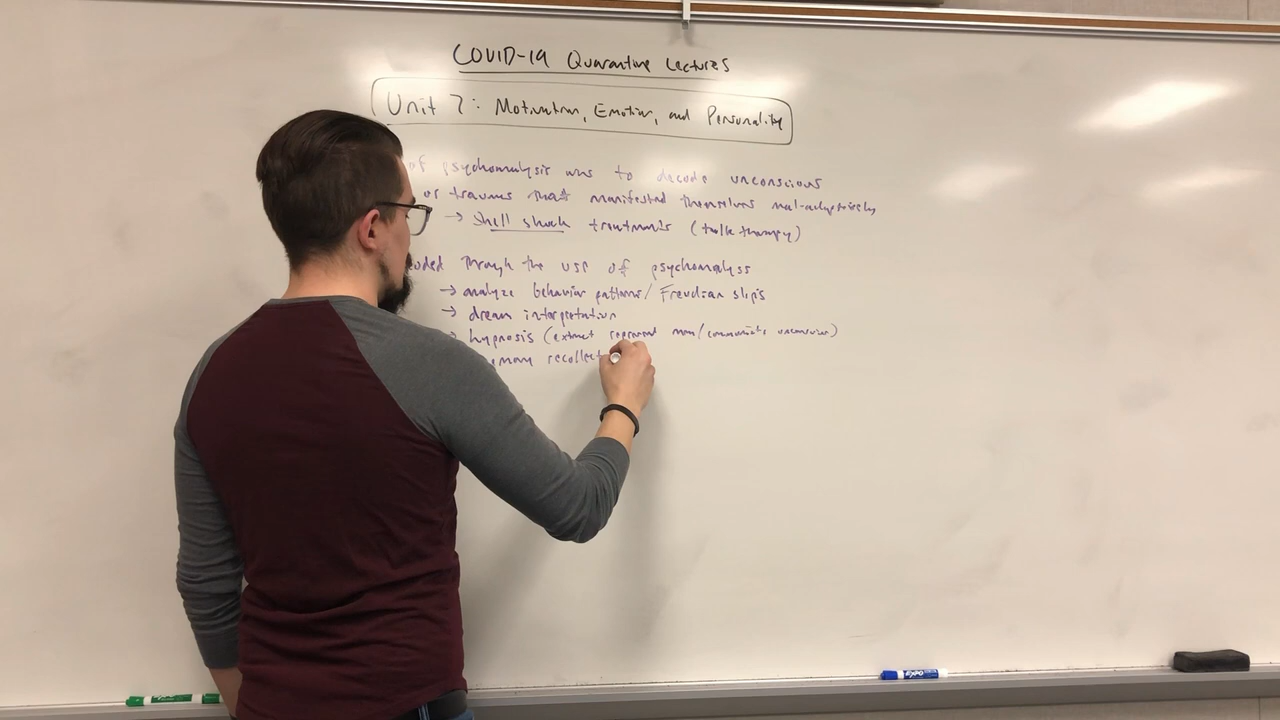 COVID-19 Quarantine Lectures
Unit 7: Motivation, Emotion, and Personality
of psychoanalysis was to decode unconscious
or traumas that manifested themselves mal-adaptively
→ shell shock treatments (talk therapy)
through the use of psychoanalysis
→ analyze behavior patterns/Freudian slips
→ dream interpretation
→ hypnosis (extract repressed mem/communicate unconscious)
recollect